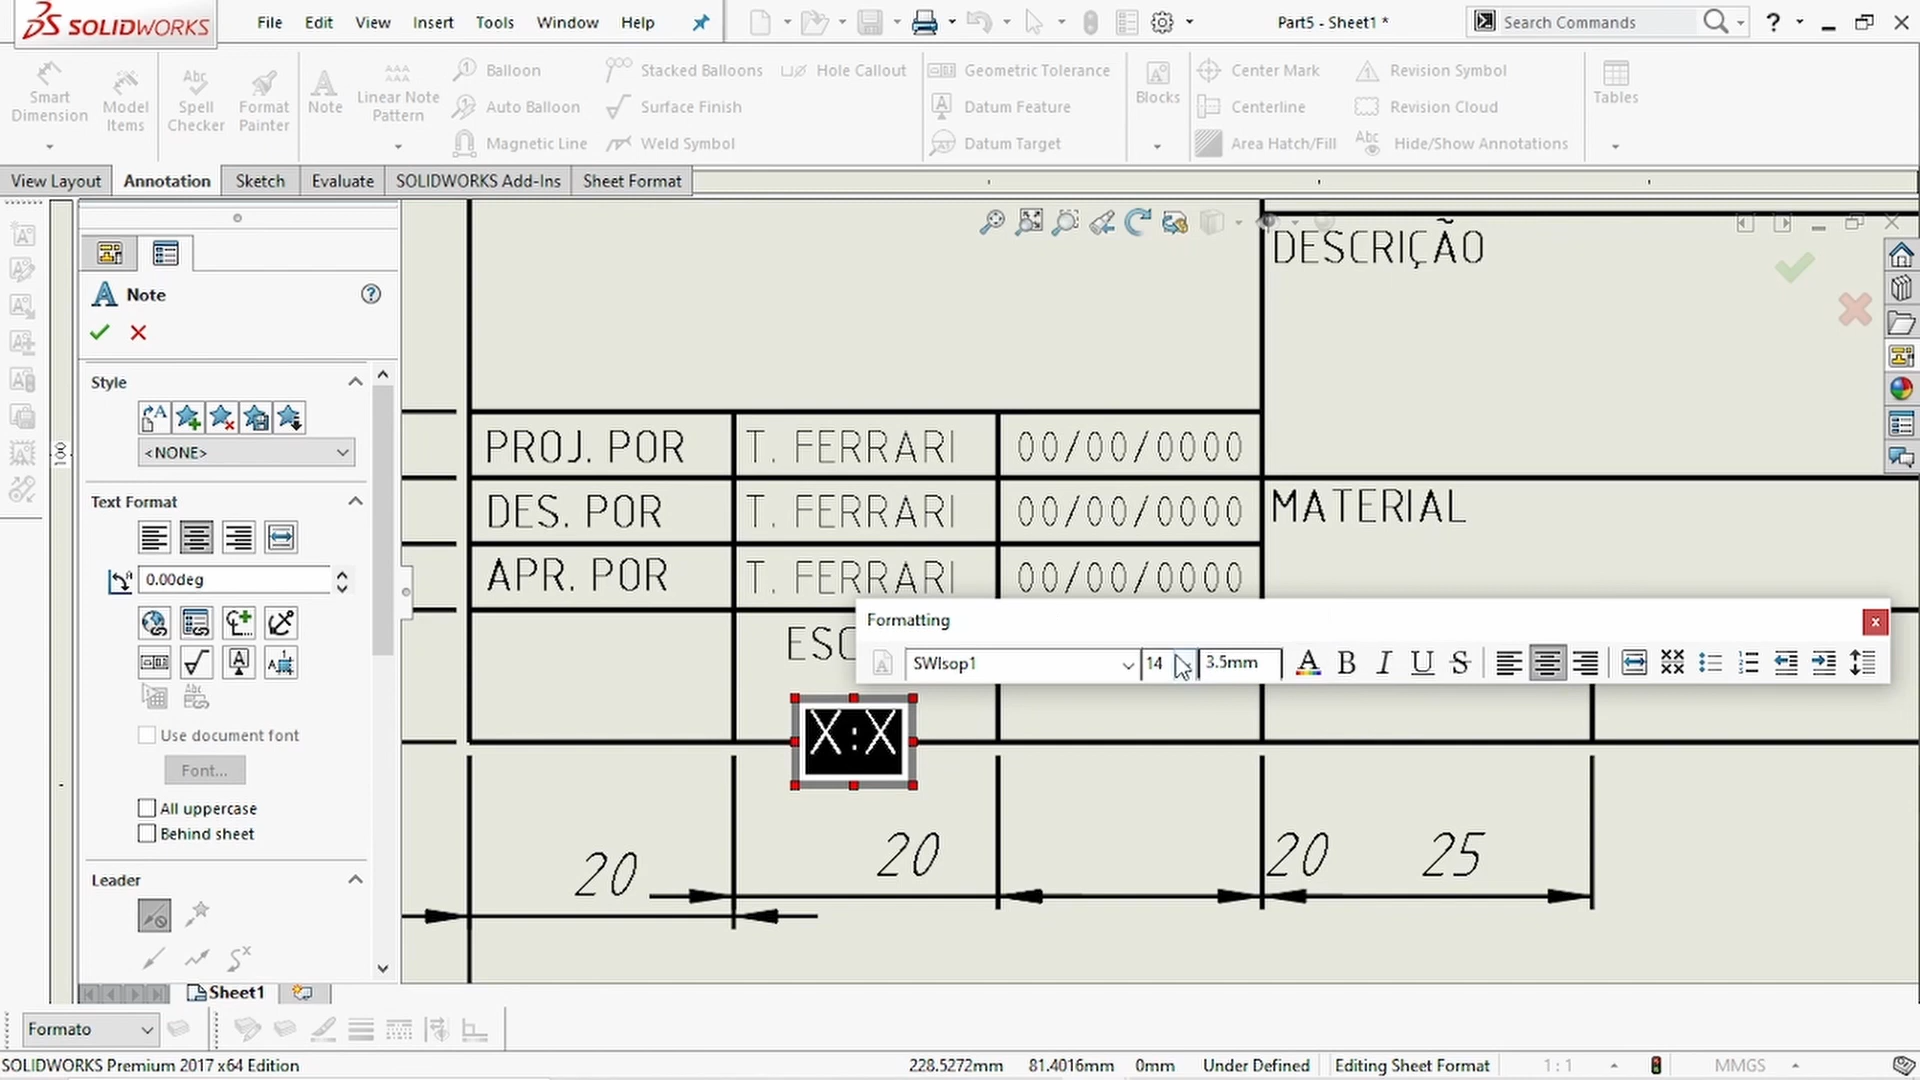 SOLIDWORKS
File Edit View Insert Tools Window Help
Part5 - Sheet1 *
Search Commands
Smart Dimension
Model Items
Spell Checker
Format Painter
Note
Linear Note Pattern
Balloon
Auto Balloon
Magnetic Line
Stacked Balloons
Surface Finish
Weld Symbol
Hole Callout
Geometric Tolerance
Datum Feature
Datum Target
Blocks
Center Mark
Centerline
Area Hatch/Fill
Revision Symbol
Revision Cloud
Hide/Show Annotations
Tables
View Layout Annotation Sketch Evaluate SOLIDWORKS Add-Ins Sheet Format
Note
Style
<NONE>
Text Format
0.00deg
Use document font
Font...
All uppercase
Behind sheet
Leader
100
DESCRIÇÃO
PROJ. POR T. FERRARI 00/00/0000
DES. POR T. FERRARI 00/00/0000
MATERIAL
APR. POR T. FERRARI 00/00/0000
ESC
Formatting
SWIsop1 14 3.5mm
X:X
20 20 20 25
Sheet1
Formato
SOLIDWORKS Premium 2017 x64 Edition
228.5272mm 81.4016mm 0mm Under Defined Editing Sheet Format 1 : 1 MMGS